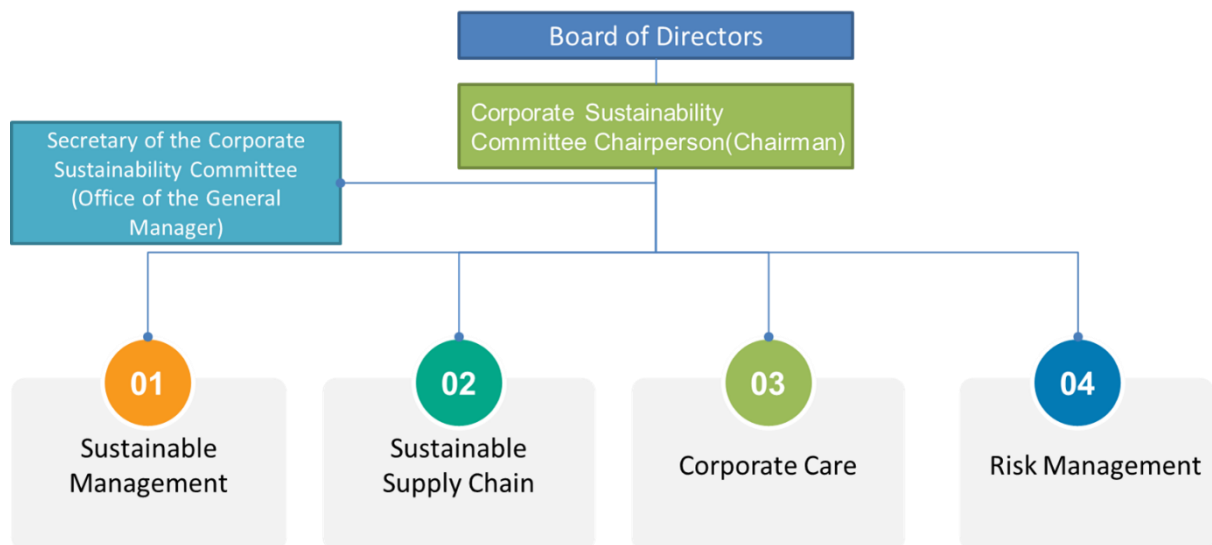 Board of Directors
Corporate Sustainability
Committee Chairperson(Chairman)
Secretary of the Corporate
Sustainability Committee
(Office of the General
Manager)
01
Sustainable
Management
02
Sustainable
Supply Chain
03
Corporate Care
04
Risk Management